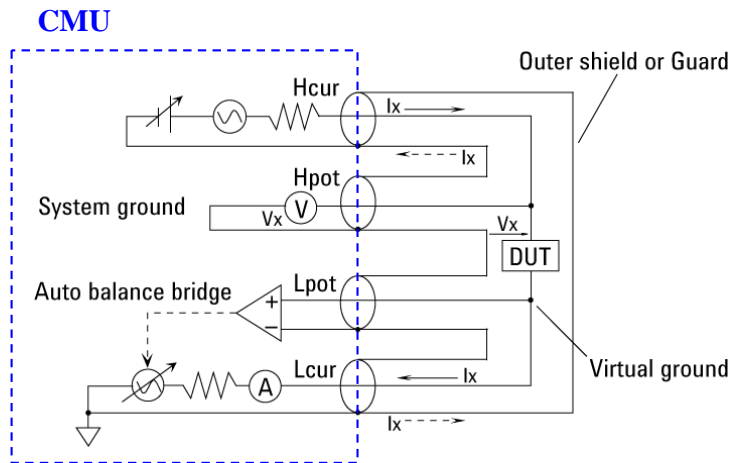 CMU
Outer shield or Guard
Hcur
Ix
Ix
Hpot
System ground
V
Vx
Vx
DUT
Auto balance bridge
Lpot
+
−
Virtual ground
Lcur
A
Ix
Ix